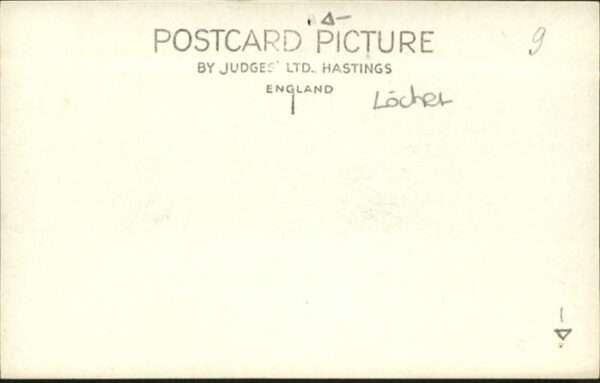 POSTCARD PICTURE
9
BY JUDGES' LTD., HASTINGS
ENGLAND
Löcher